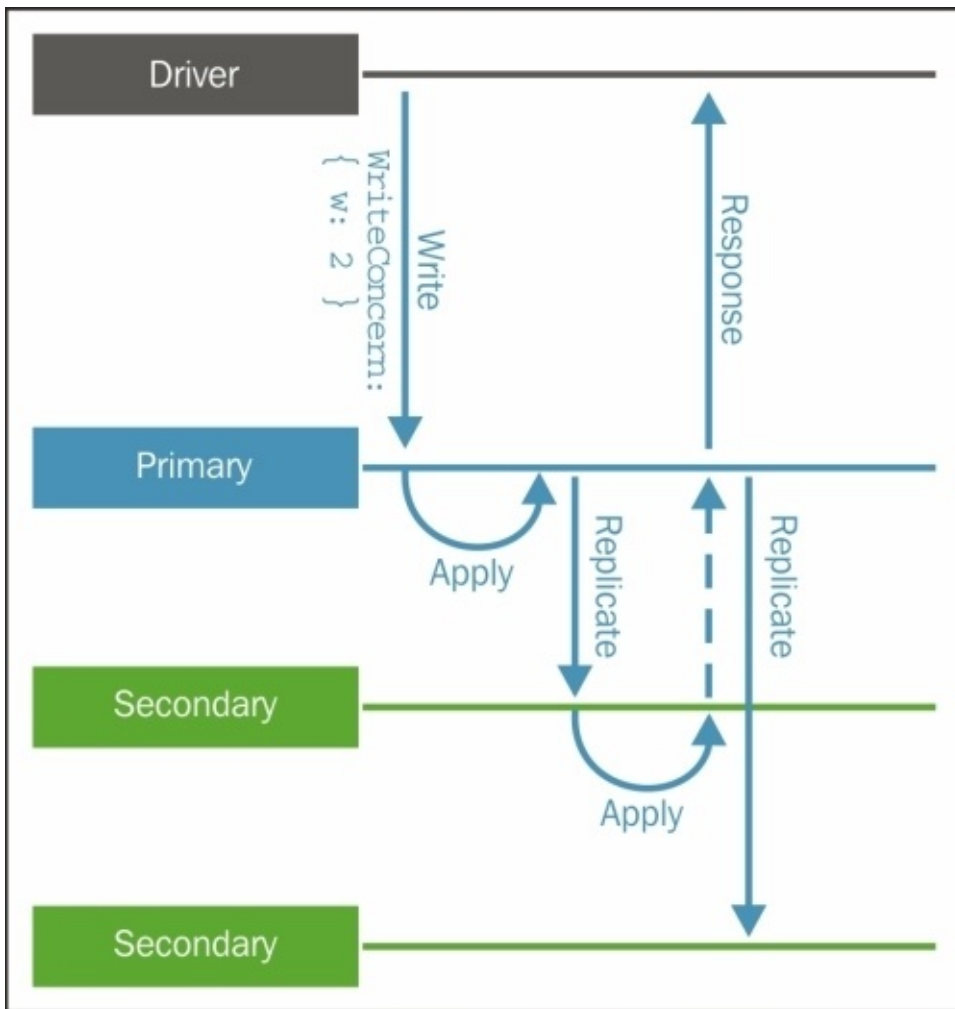 Driver
WriteConcern:
{ w: 2 }
Write
Response
Primary
Apply
Replicate
Replicate
Secondary
Apply
Secondary